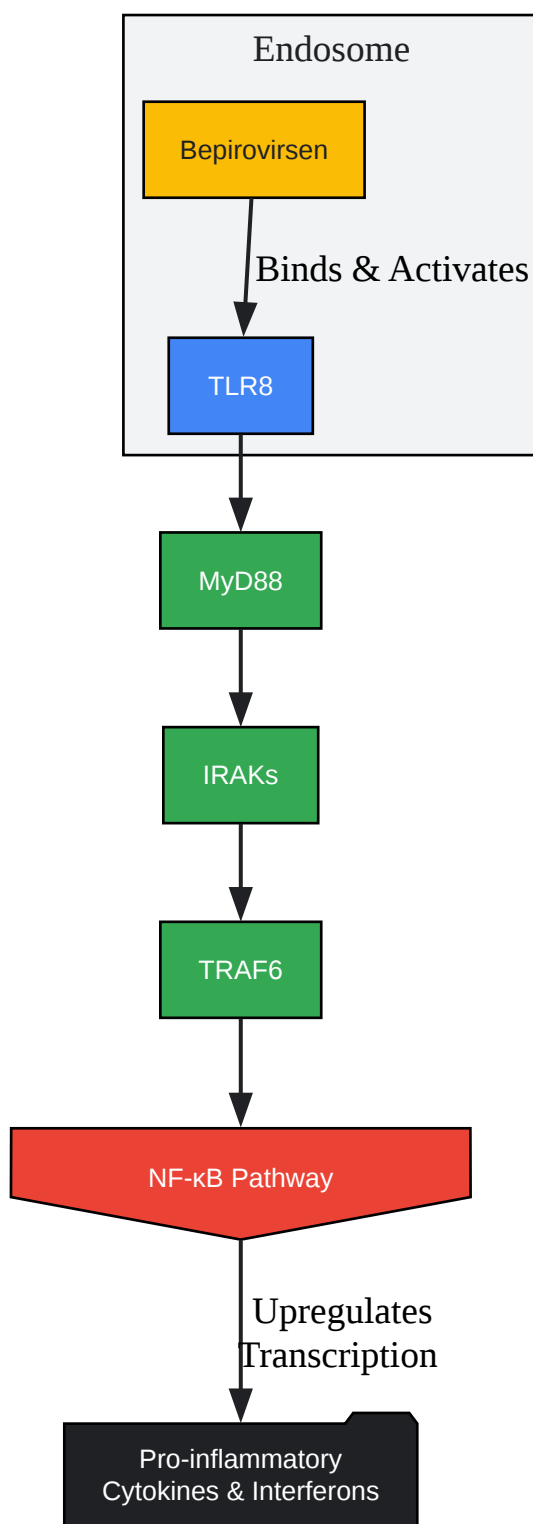 Endosome
Bepirovirsen
Binds & Activates
TLR8
MyD88
IRAKs
TRAF6
NF-κB Pathway
Upregulates
Transcription
Pro-inflammatory
Cytokines & Interferons